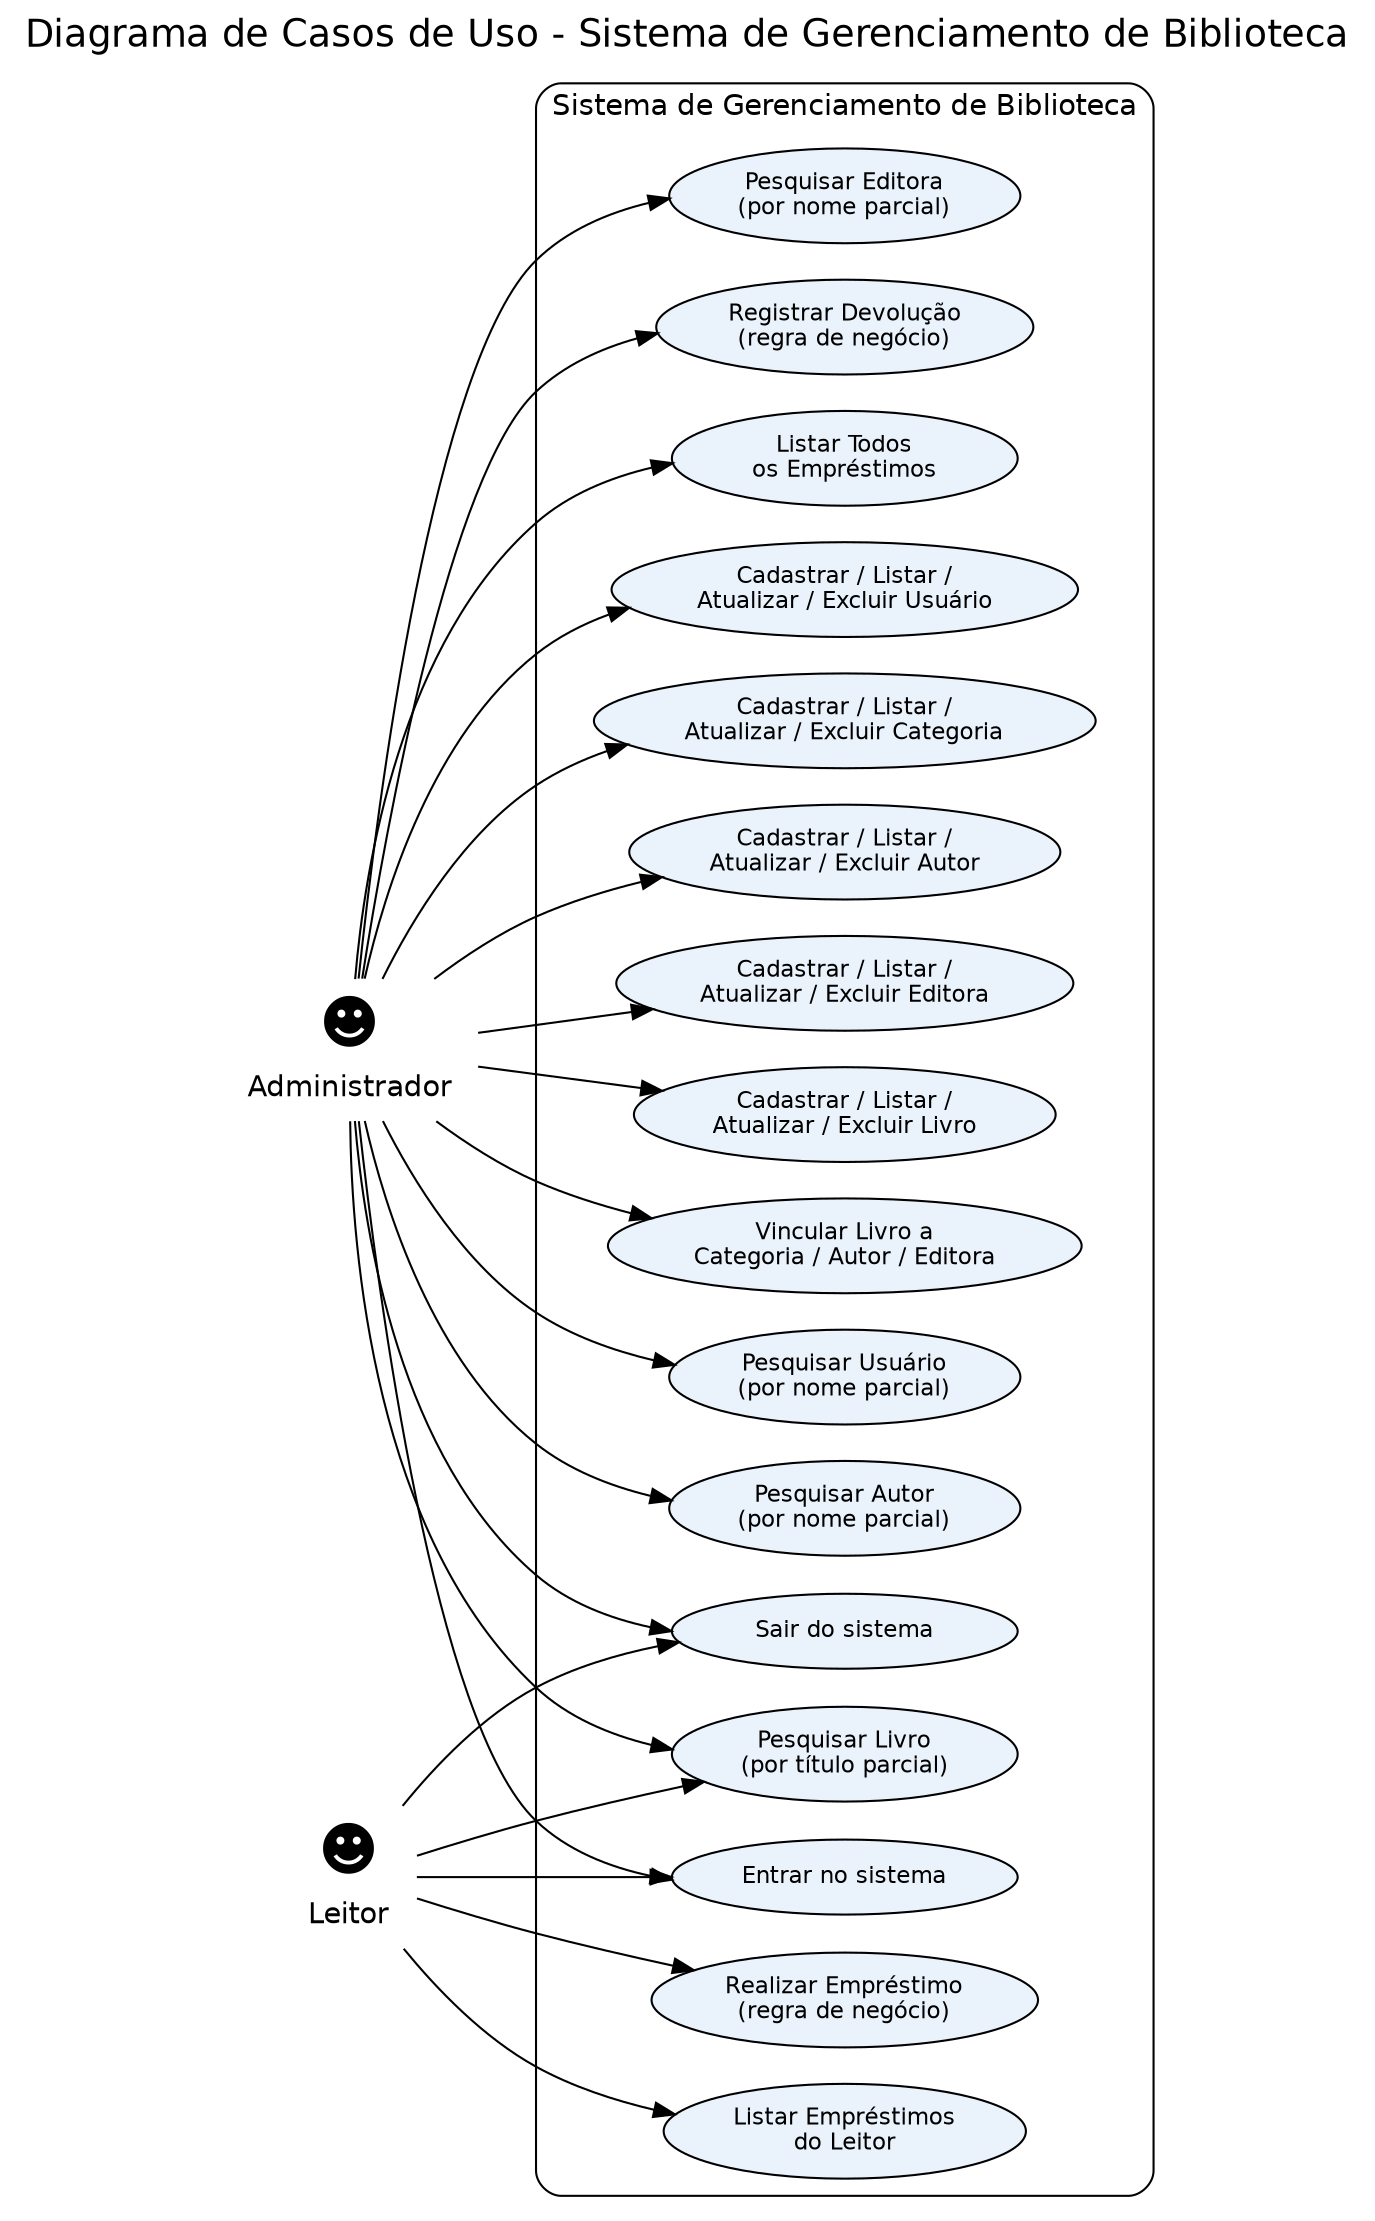 Diagrama de Casos de Uso - Sistema de Gerenciamento de Biblioteca
Sistema de Gerenciamento de Biblioteca
Pesquisar Editora
(por nome parcial)
Registrar Devolução
(regra de negócio)
Listar Todos
os Empréstimos
Cadastrar / Listar /
Atualizar / Excluir Usuário
Cadastrar / Listar /
Atualizar / Excluir Categoria
Cadastrar / Listar /
Atualizar / Excluir Autor
Cadastrar / Listar /
Atualizar / Excluir Editora
Administrador
Cadastrar / Listar /
Atualizar / Excluir Livro
Vincular Livro a
Categoria / Autor / Editora
Pesquisar Usuário
(por nome parcial)
Pesquisar Autor
(por nome parcial)
Sair do sistema
Pesquisar Livro
(por título parcial)
Entrar no sistema
Leitor
Realizar Empréstimo
(regra de negócio)
Listar Empréstimos
do Leitor